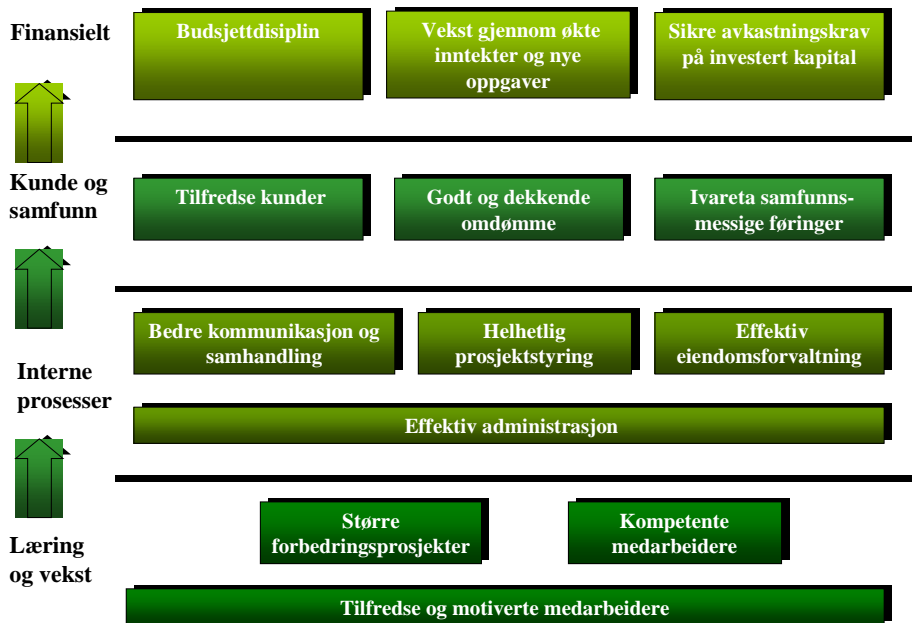 Finansielt
Budsjettdisiplin
Vekst gjennom økte
inntekter og nye
oppgaver
Sikre avkastningskrav
på investert kapital
Kunde og
samfunn
Tilfredse kunder
Godt og dekkende
omdømme
Ivareta samfunns-
messige føringer
Interne
prosesser
Bedre kommunikasjon og
samhandling
Helhetlig
prosjektstyring
Effektiv
eiendomsforvaltning
Effektiv administrasjon
Læring
og vekst
Større
forbedringsprosjekter
Kompetente
medarbeidere
Tilfredse og motiverte medarbeidere